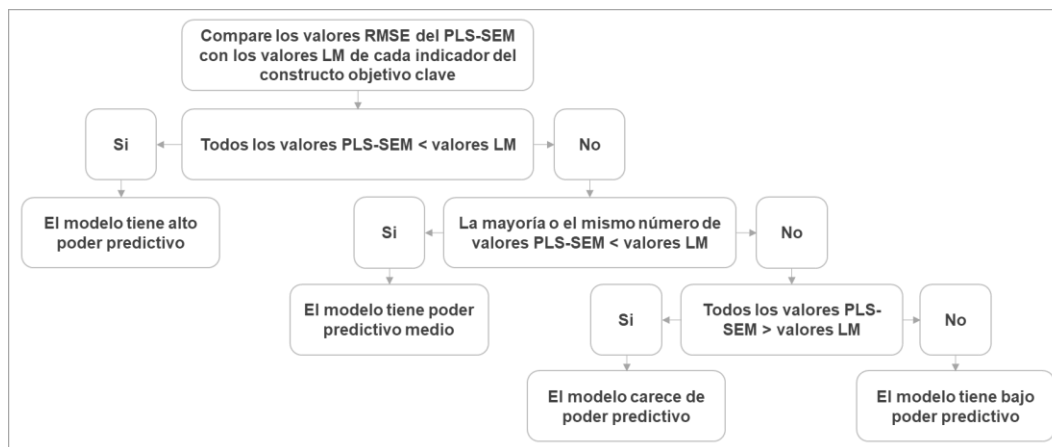 Compare los valores RMSE del PLS-SEM
con los valores LM de cada indicador del
constructo objetivo clave
Si
Todos los valores PLS-SEM < valores LM
No
El modelo tiene alto
poder predictivo
Si
La mayoría o el mismo número de
valores PLS-SEM < valores LM
No
El modelo tiene poder
predictivo medio
Si
Todos los valores PLS-
SEM > valores LM
No
El modelo carece de
poder predictivo
El modelo tiene bajo
poder predictivo